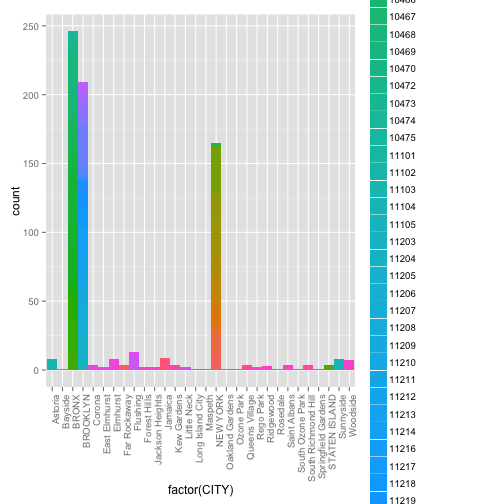 250
200
150
100
50
0
count
Astoria
Bayside
BRONX
BROOKLYN
Corona
East Elmhurst
Elmhurst
Far Rockaway
Flushing
Forest Hills
Jackson Heights
Jamaica
Kew Gardens
Little Neck
Long Island City
Maspeth
NEW YORK
Oakland Gardens
Ozone Park
Queens Village
Rego Park
Ridgewood
Rosedale
Saint Albans
South Ozone Park
South Richmond Hill
Springfield Gardens
STATEN ISLAND
Sunnyside
Woodside
factor(CITY)
10467
10468
10469
10470
10472
10473
10474
10475
11101
11102
11103
11104
11105
11203
11204
11205
11206
11207
11208
11209
11210
11211
11212
11213
11214
11216
11217
11218
11219